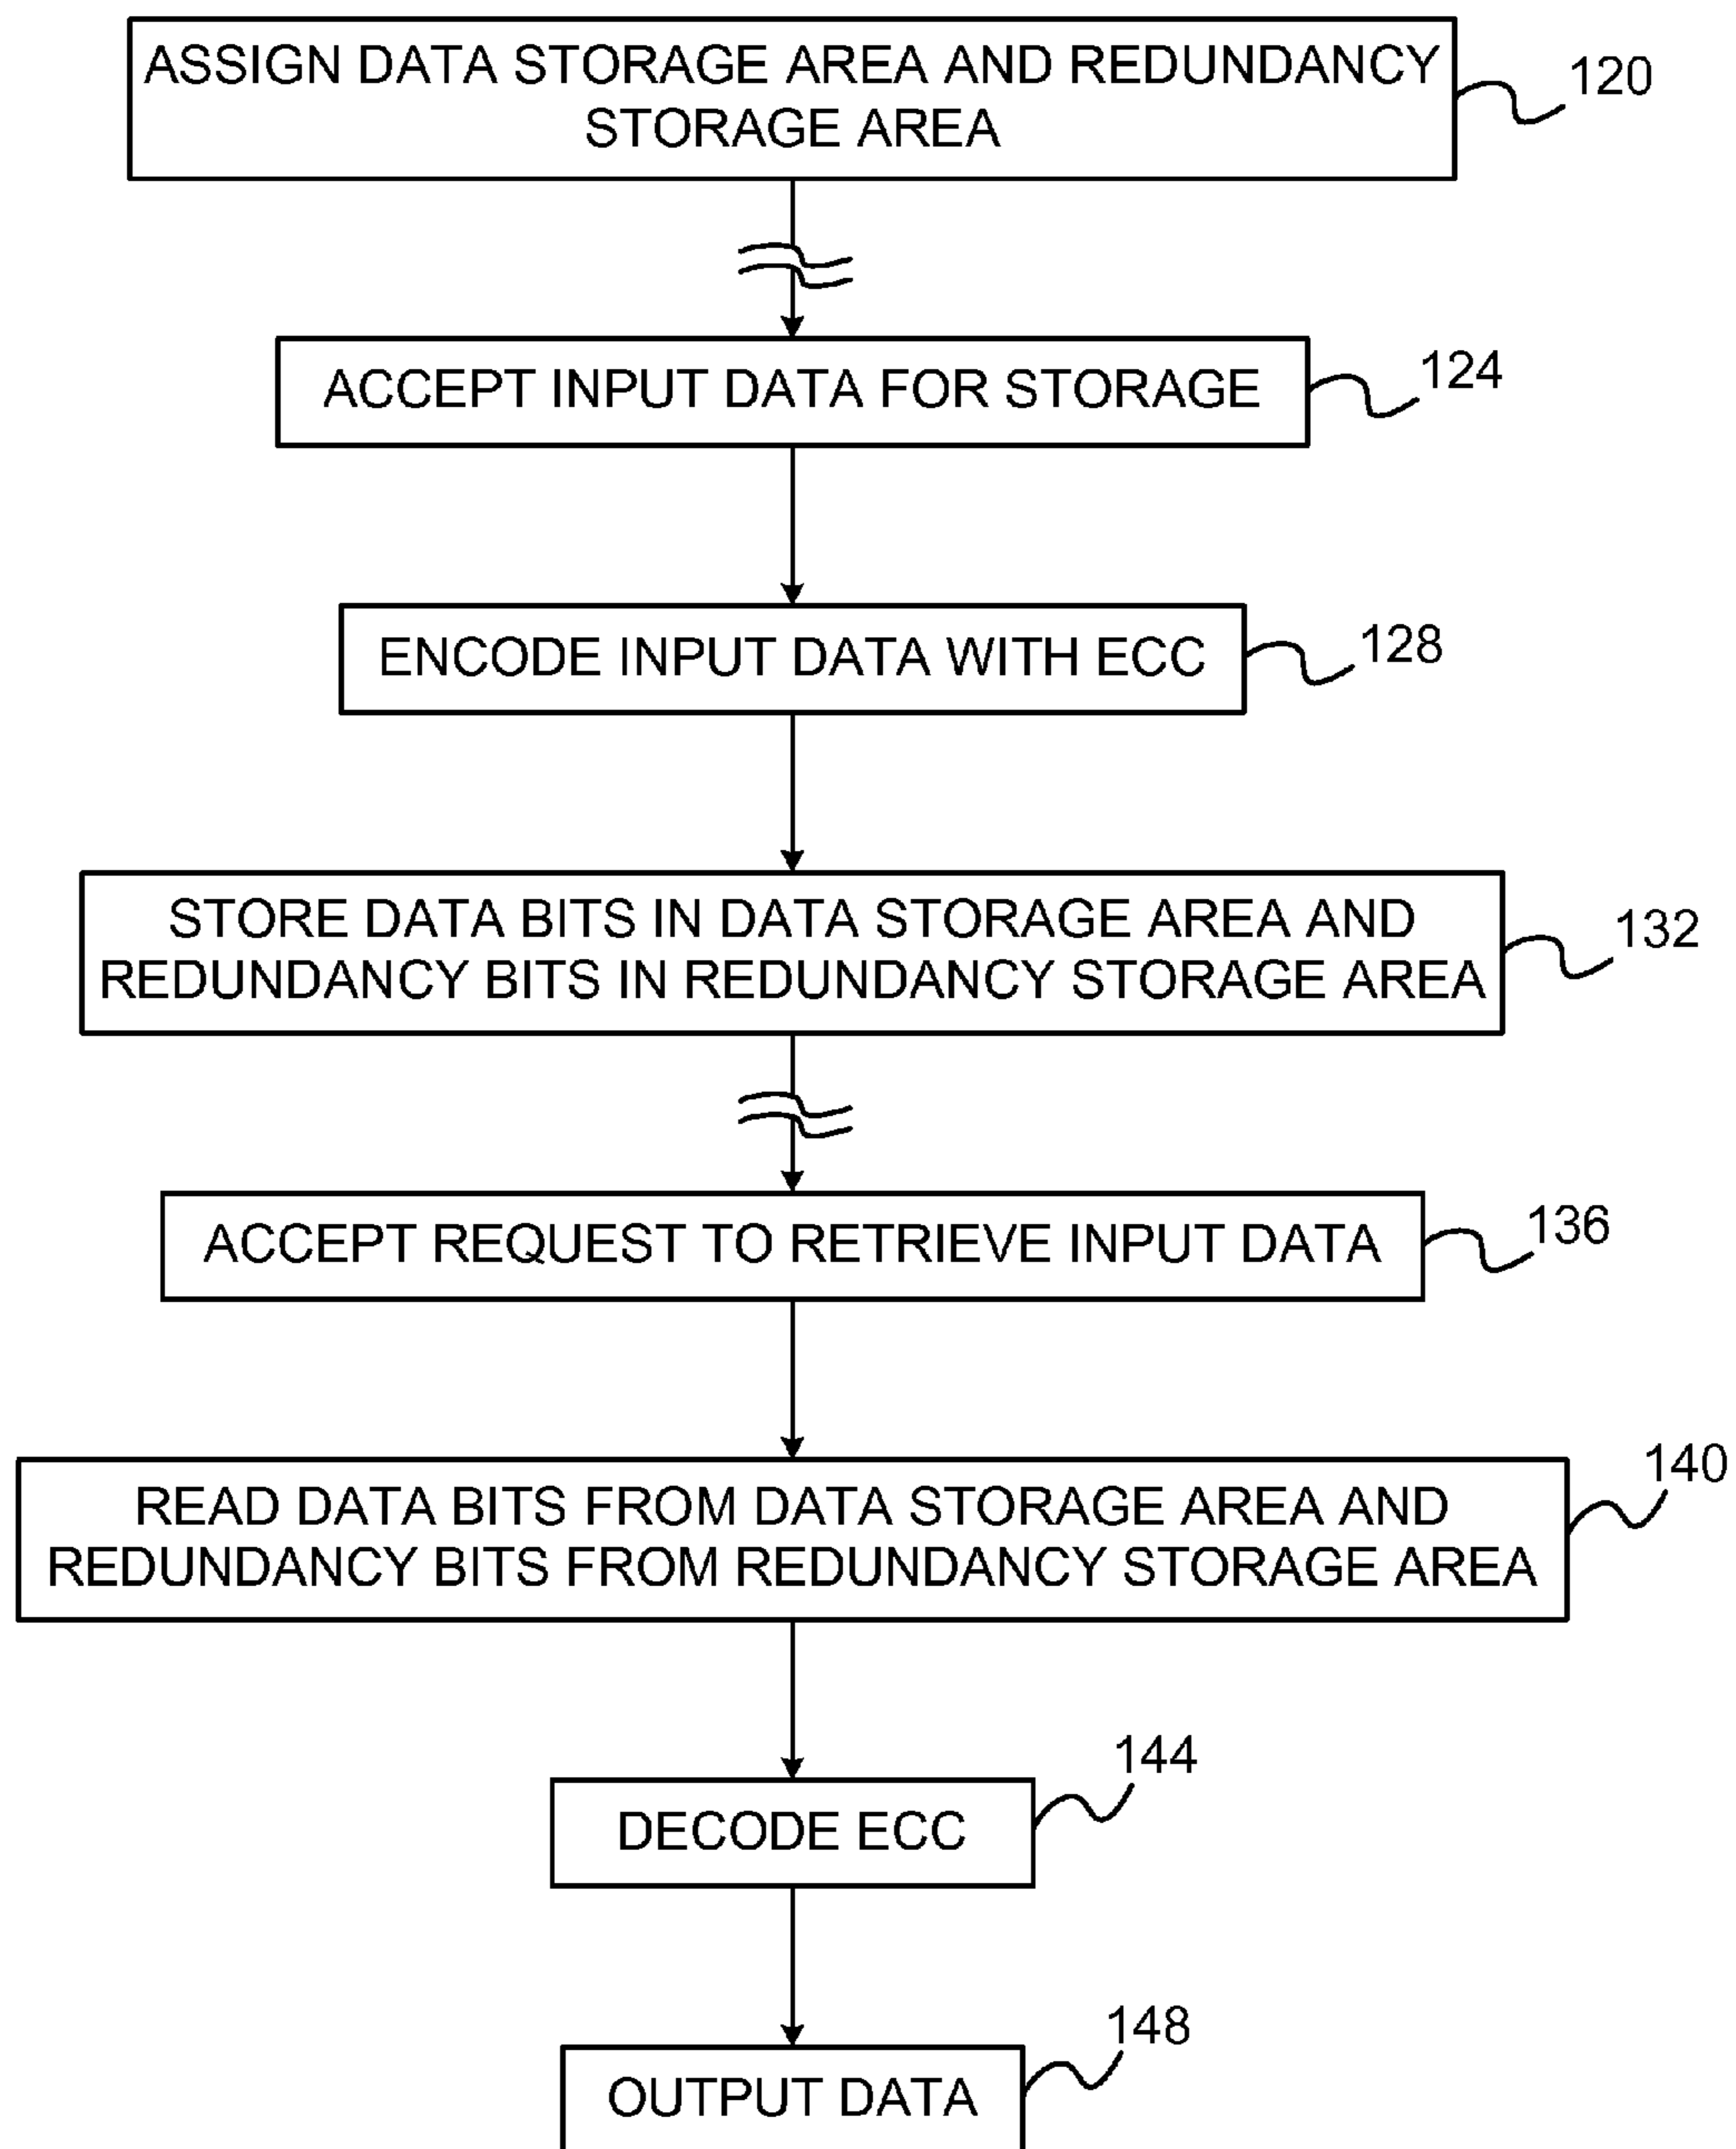 ASSIGN DATA STORAGE AREA AND REDUNDANCY
STORAGE AREA
120
ACCEPT INPUT DATA FOR STORAGE
124
ENCODE INPUT DATA WITH ECC
128
STORE DATA BITS IN DATA STORAGE AREA AND
REDUNDANCY BITS IN REDUNDANCY STORAGE AREA
132
ACCEPT REQUEST TO RETRIEVE INPUT DATA
136
READ DATA BITS FROM DATA STORAGE AREA AND
REDUNDANCY BITS FROM REDUNDANCY STORAGE AREA
140
DECODE ECC
144
OUTPUT DATA
148